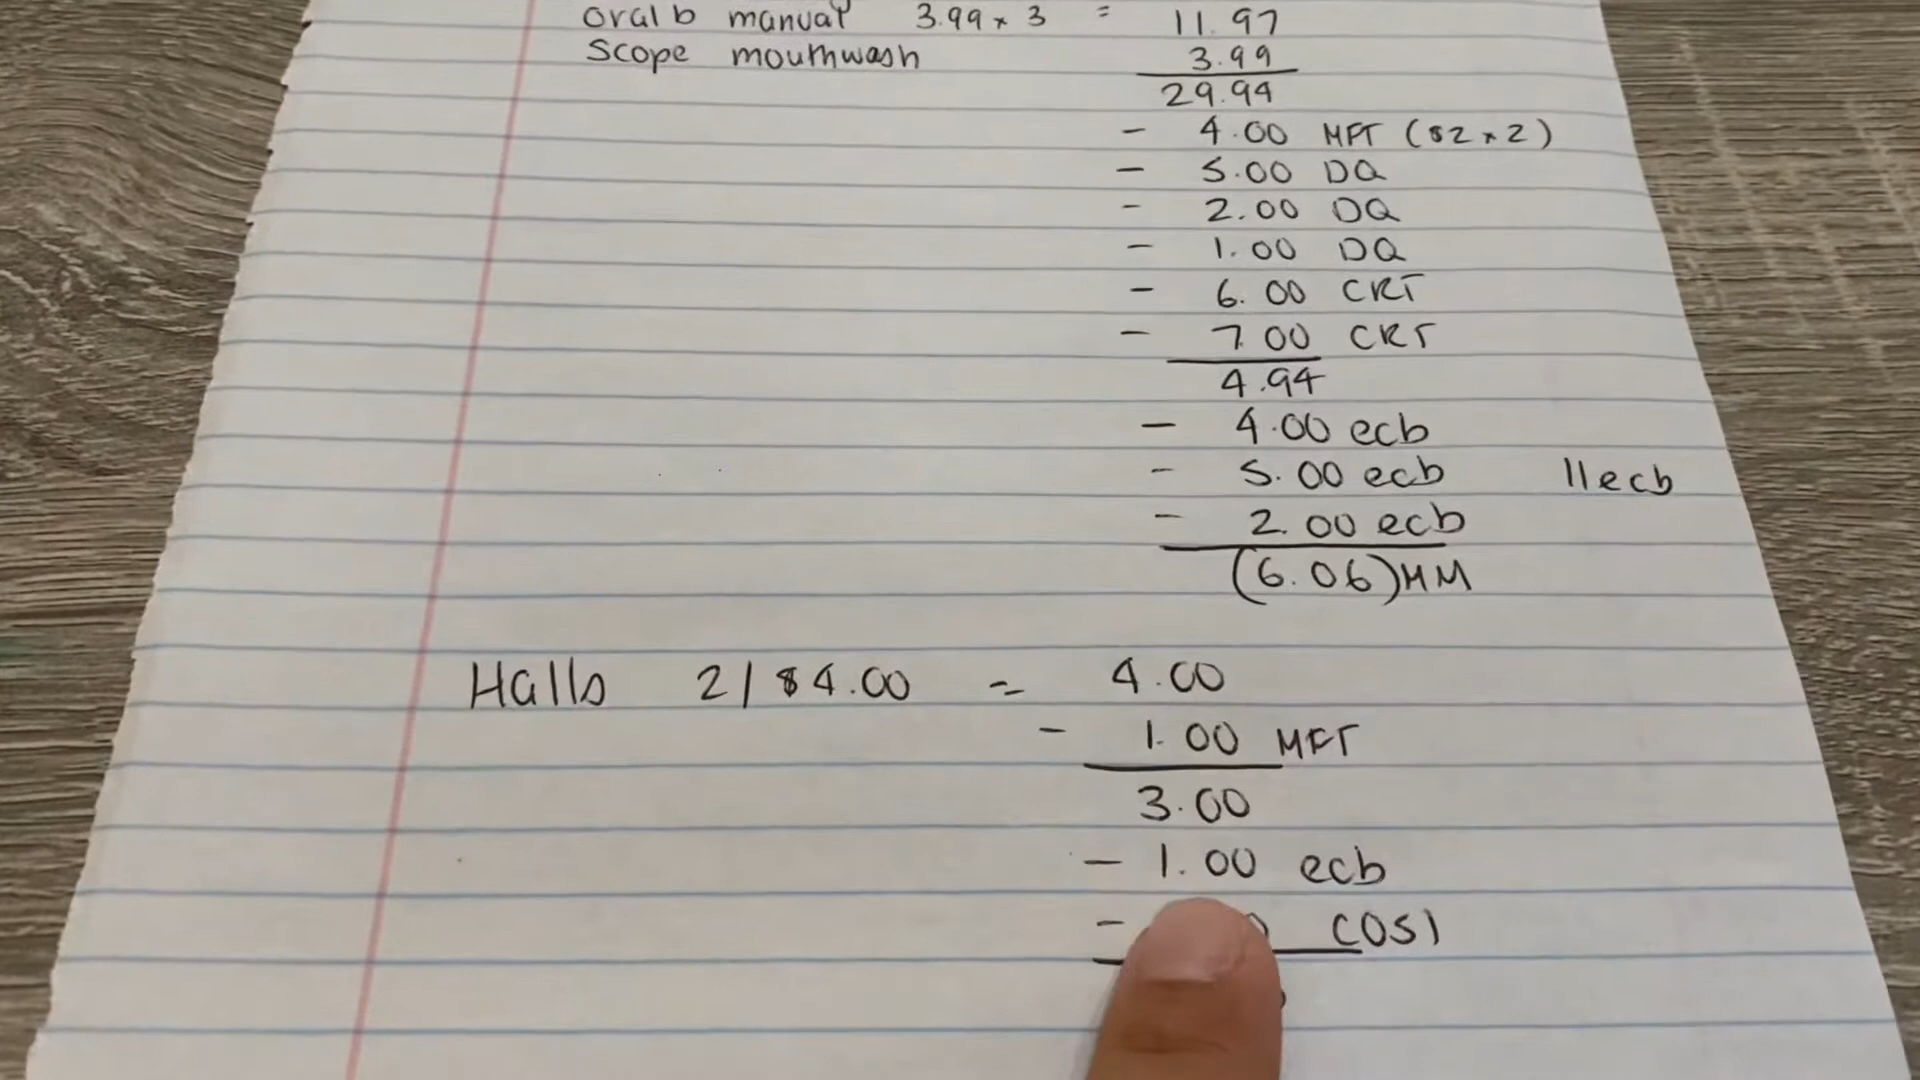 oral b manual 3.99 x 3 = 11.97
Scope mouthwash 3.99
29.94
- 4.00 MFT ($2 x 2)
- 5.00 DQ
- 2.00 DQ
- 1.00 DQ
- 6.00 CRT
- 7.00 CRT
4.94
- 4.00 ecb
- 5.00 ecb 11 ecb
- 2.00 ecb
(6.06) MM
Halls 2/$4.00 = 4.00
- 1.00 MFT
3.00
- 1.00 ecb
-